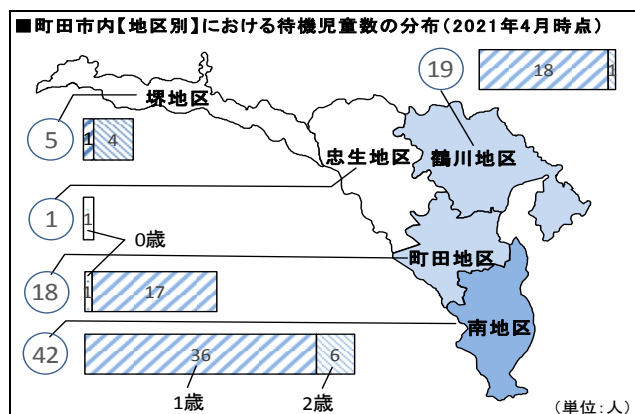 ■町田市内【地区別】における待機児童数の分布(2021年4月時点)
19
18
1
堺地区
5
1
4
忠生地区
鶴川地区
1
1
0歳
町田地区
18
1
17
南地区
42
36
6
1歳
2歳
(単位:人)